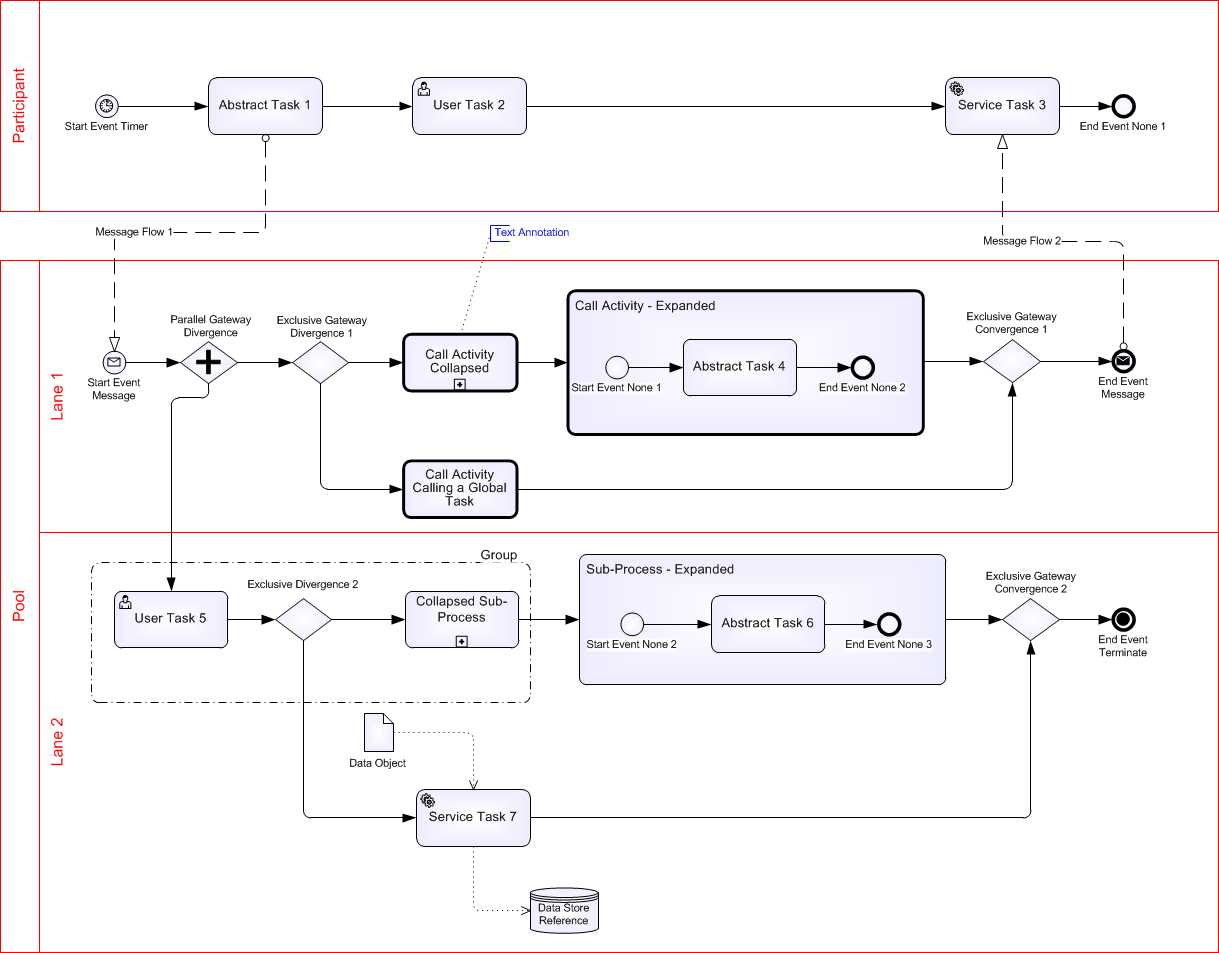 Participant
Start Event Timer
Abstract Task 1
User Task 2
Service Task 3
End Event None 1
Message Flow 1
Text Annotation
Message Flow 2
Pool
Lane 1
Start Event
Message
Parallel Gateway
Divergence
Exclusive Gateway
Divergence 1
Call Activity
Collapsed
Call Activity - Expanded
Start Event None 1
Abstract Task 4
End Event None 2
Exclusive Gateway
Convergence 1
End Event
Message
Call Activity
Calling a Global
Task
Lane 2
Group
User Task 5
Exclusive Divergence 2
Collapsed Sub-
Process
Sub-Process - Expanded
Start Event None 2
Abstract Task 6
End Event None 3
Exclusive Gateway
Convergence 2
End Event
Terminate
Data Object
Service Task 7
Data Store
Reference